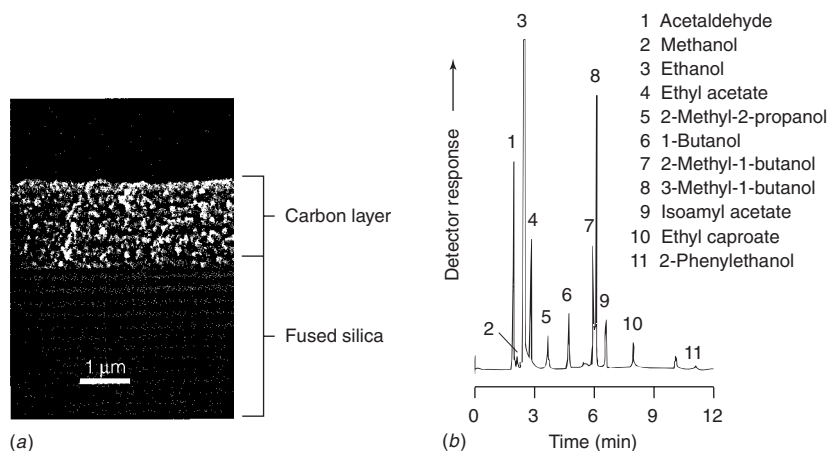 Carbon layer
Fused silica
1 μm
(a)
Detector response
1
2
3
4
5
6
7
8
9
10
11
0 3 6 9 12
Time (min)
(b)
1 Acetaldehyde
2 Methanol
3 Ethanol
4 Ethyl acetate
5 2-Methyl-2-propanol
6 1-Butanol
7 2-Methyl-1-butanol
8 3-Methyl-1-butanol
9 Isoamyl acetate
10 Ethyl caproate
11 2-Phenylethanol